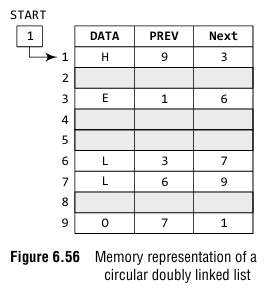 START
1
DATA PREV Next
1 H 9 3
2
3 E 1 6
4
5
6 L 3 7
7 L 6 9
8
9 O 7 1
Figure 6.56 Memory representation of a
circular doubly linked list